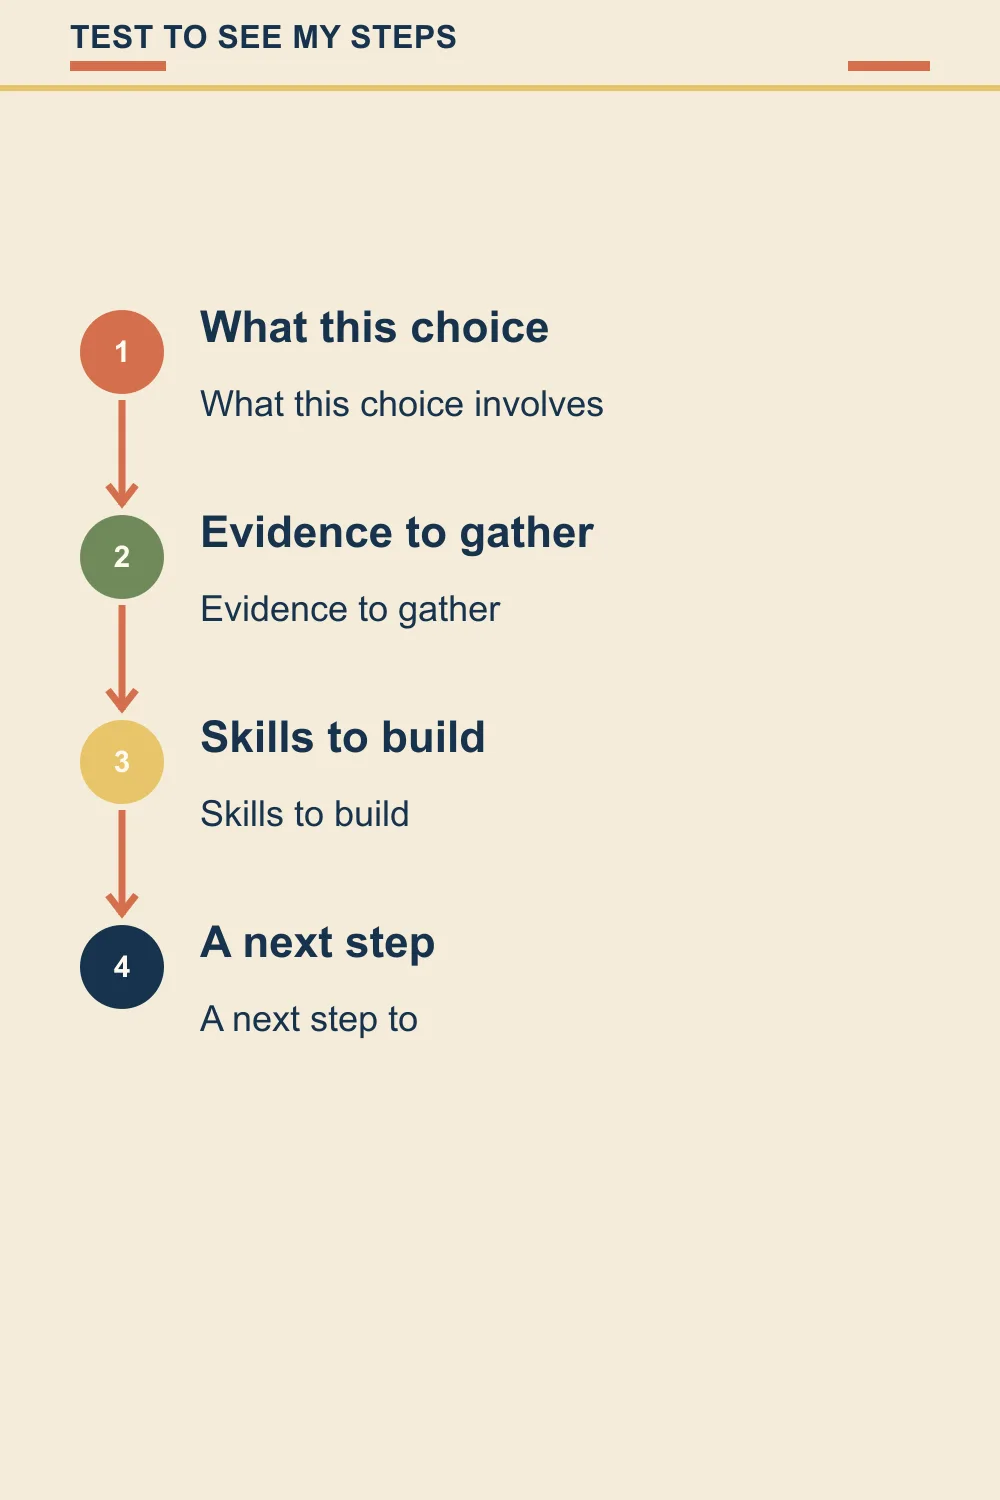 TEST TO SEE MY STEPS
1
What this choice
What this choice involves
2
Evidence to gather
Evidence to gather
3
Skills to build
Skills to build
4
A next step
A next step to